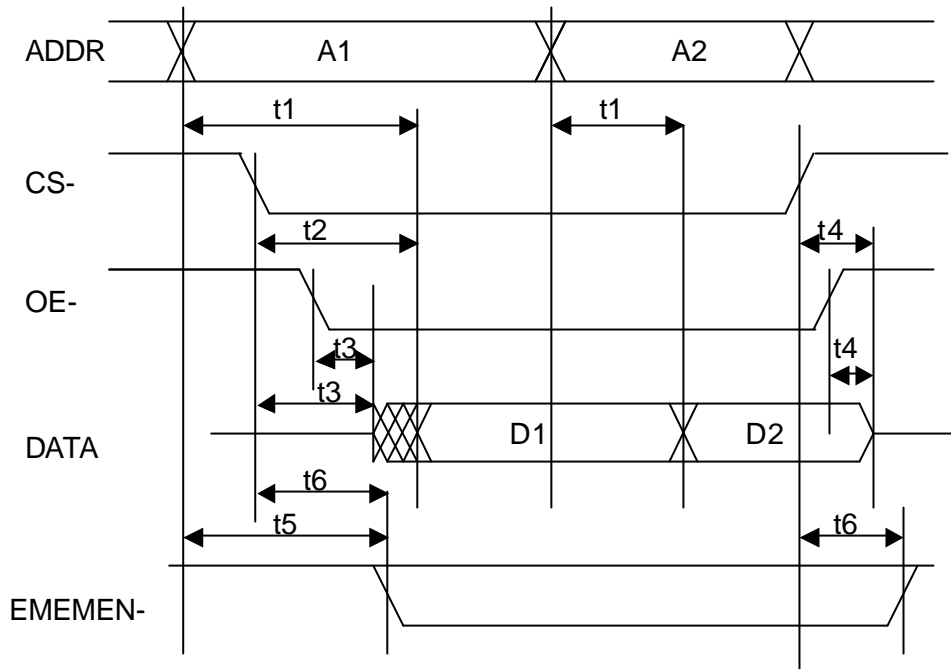 ADDR A1 A2
t1 t1
CS-
t2 t4
OE-
t3 t4
t3
DATA D1 D2
t6
t5 t6
EMEMEN-